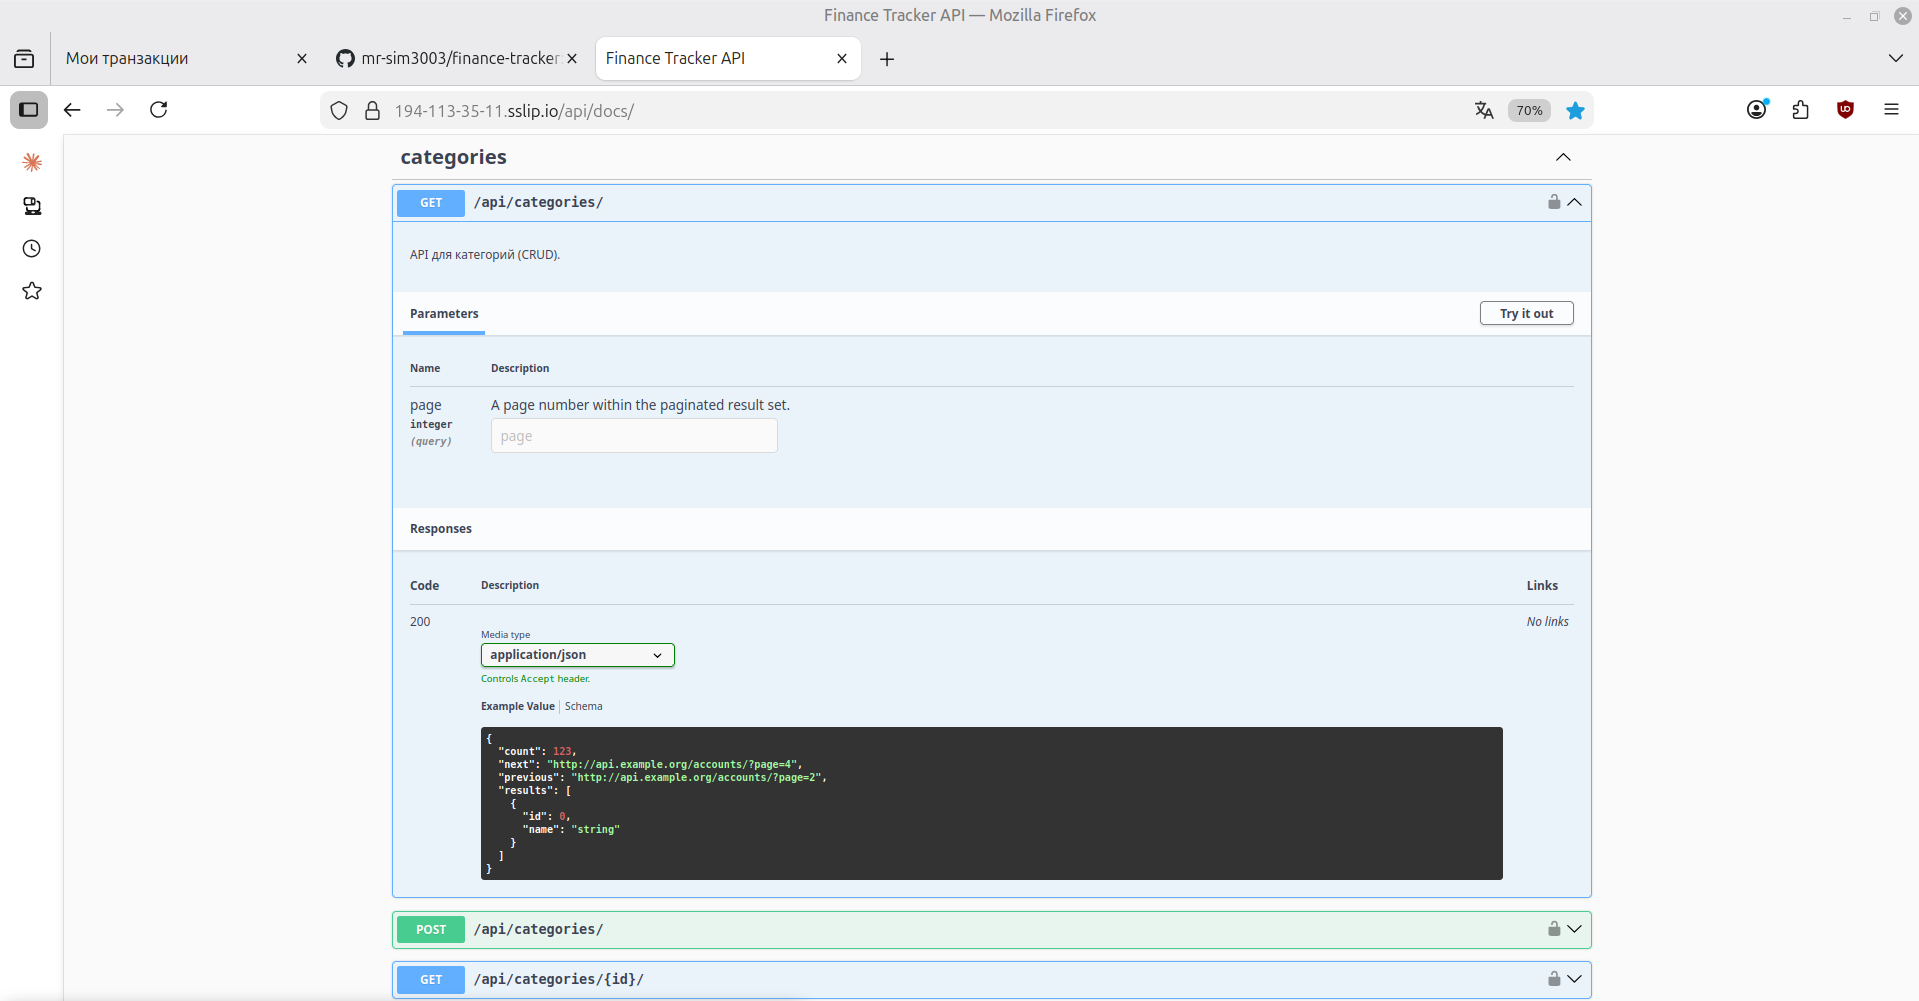 Finance Tracker API — Mozilla Firefox
Мои транзакции
mr-sim3003/finance-tracker
Finance Tracker API
194-113-35-11.sslip.io/api/docs/
70%
categories
GET /api/categories/
API для категорий (CRUD).
Parameters
Try it out
Name Description
page
integer
(query)
A page number within the paginated result set.
page
Responses
Code Description Links
200
No links
Media type
application/json
Controls Accept header.
Example Value Schema
{
"count": 123,
"next": "http://api.example.org/accounts/?page=4",
"previous": "http://api.example.org/accounts/?page=2",
"results": [
{
"id": 0,
"name": "string"
}
]
}
POST /api/categories/
GET /api/categories/{id}/